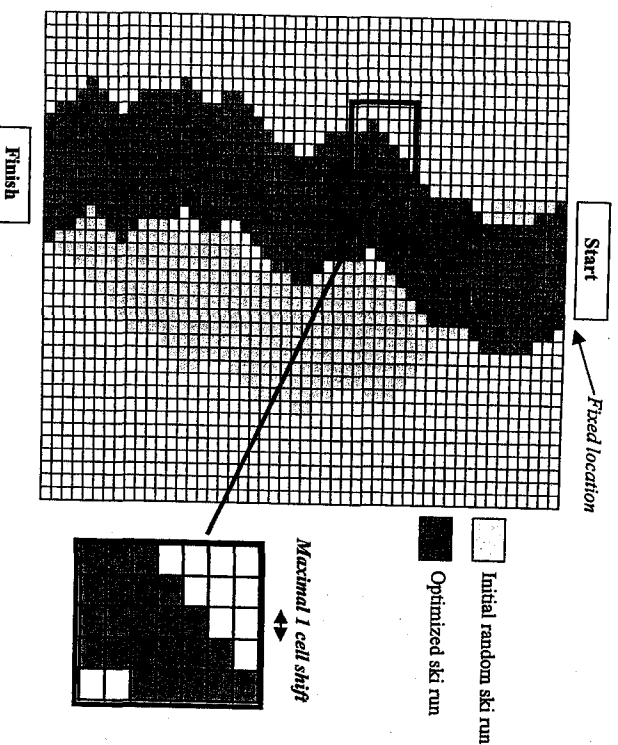 Start
Fixed location
Initial random ski run
Optimized ski run
Maximal 1 cell shift
Finish